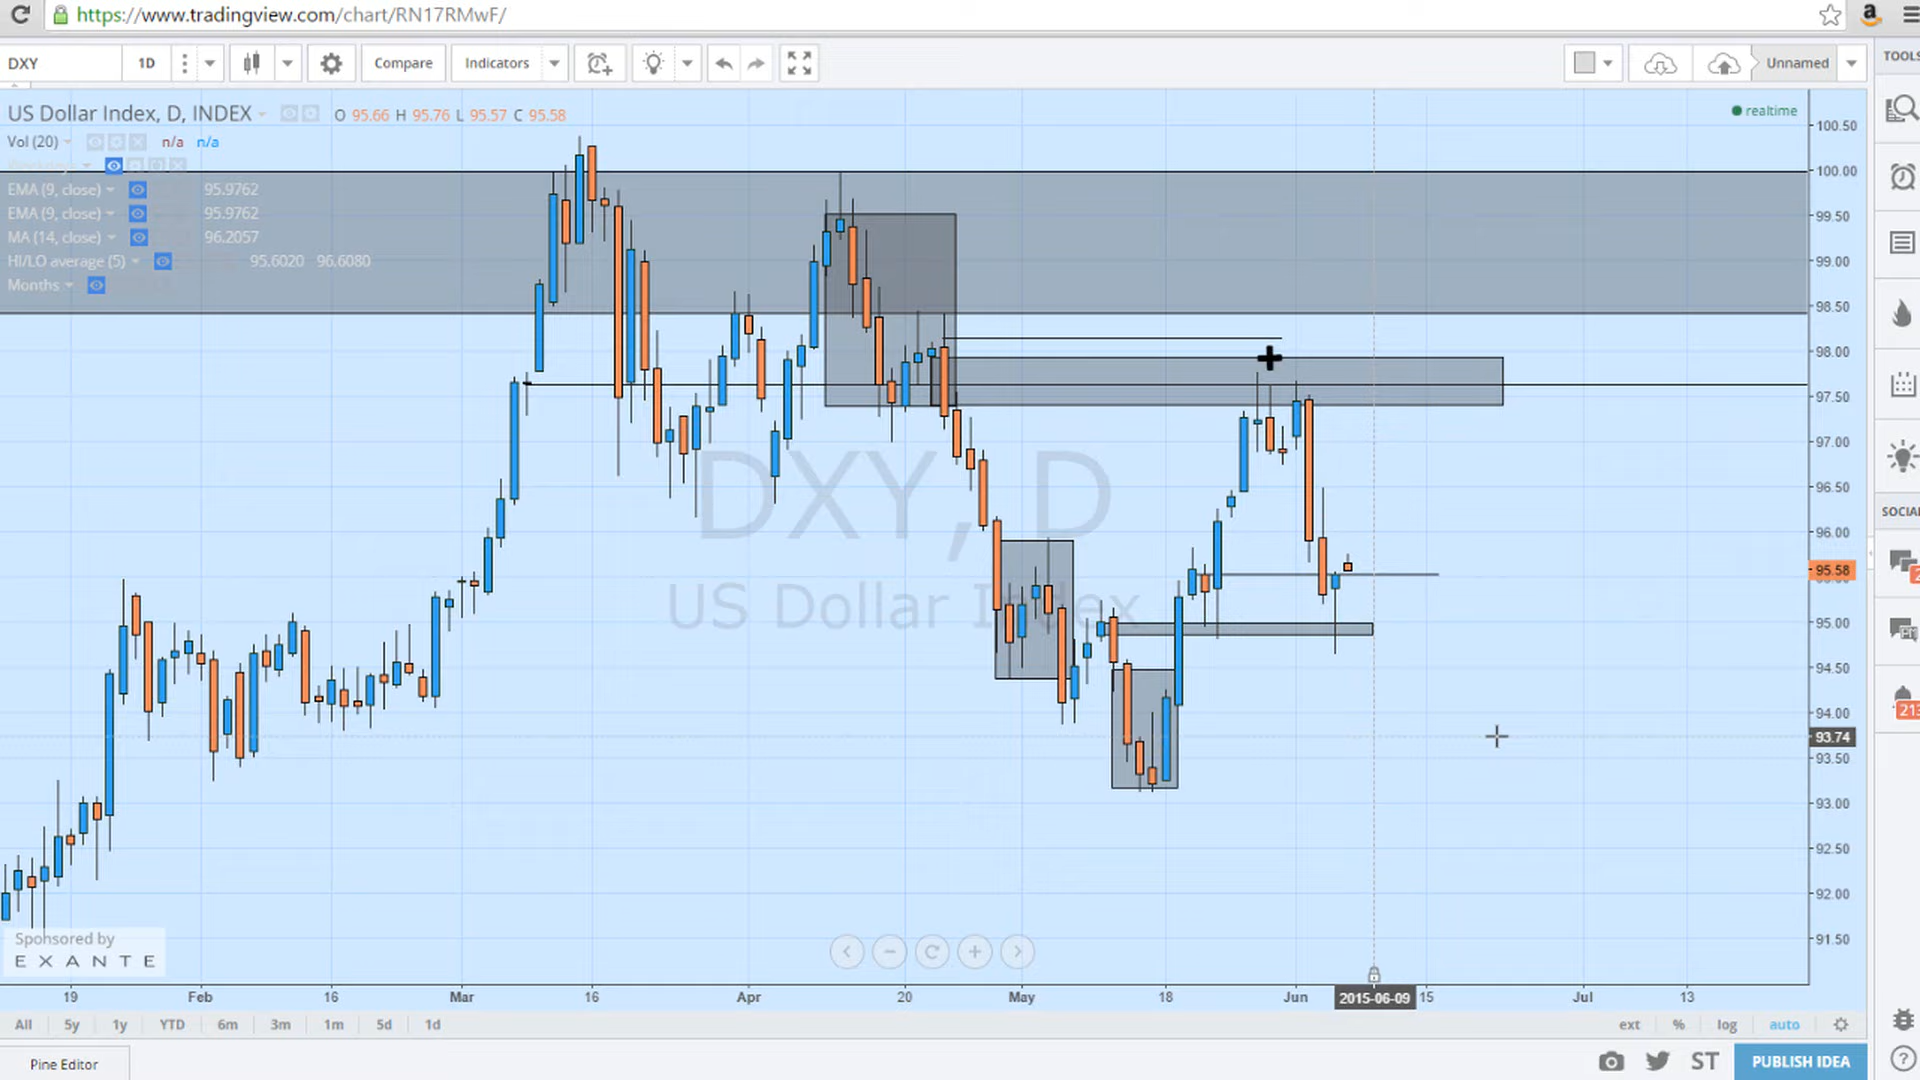 https://www.tradingview.com/chart/RN17RMwF/
DXY 1D Compare Indicators Unnamed
TOOLS
US Dollar Index, D, INDEX O 95.66 H 95.76 L 95.57 C 95.58
realtime
Vol (20) n/a n/a
EMA (9, close) 95.9762
EMA (9, close) 95.9762
MA (14, close) 96.2057
HI/LO average (5) 95.6020 96.6080
Months
100.50
100.00
99.50
99.00
98.50
98.00
97.50
97.00
96.50
96.00
95.58
95.00
94.50
94.00
93.74
93.50
93.00
92.50
92.00
91.50
DXY, D
US Dollar Index
SOCIAL
213
Sponsored by
EXANTE
19 Feb 16 Mar 16 Apr 20 May 18 Jun 2015-06-09 15 Jul 13
All 5y 1y YTD 6m 3m 1m 5d 1d ext % log auto
Pine Editor ST PUBLISH IDEA